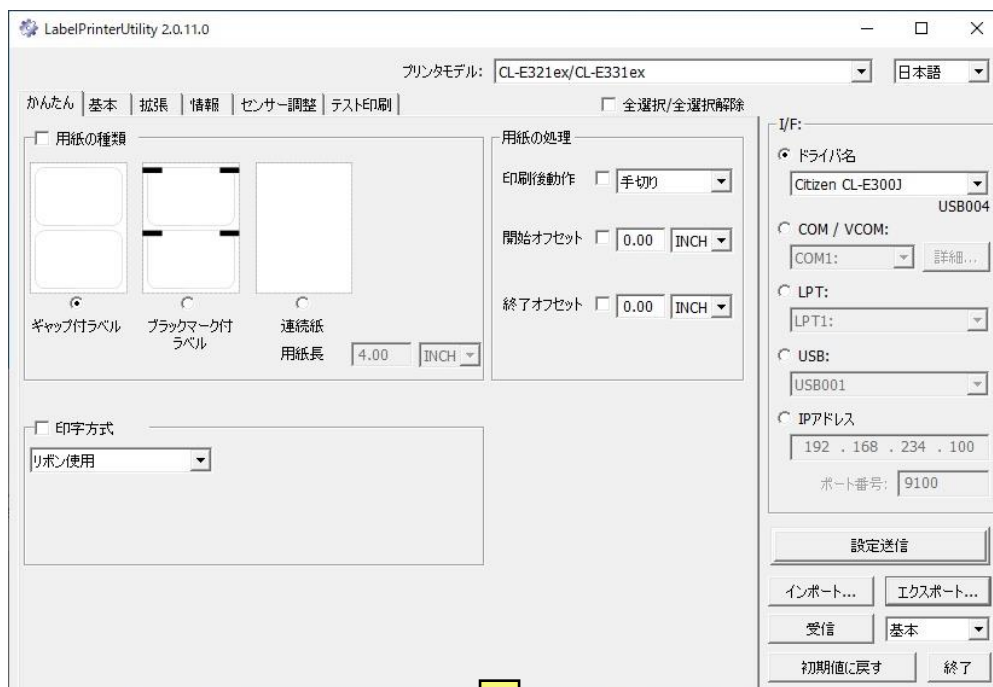 LabelPrinterUtility 2.0.11.0
プリンタモデル: CL-E321ex/CL-E331ex 日本語
かんたん 基本 拡張 情報 センサー調整 テスト印刷 全選択/全選択解除
用紙の種類
ギャップ付ラベル
ブラックマーク付
ラベル
連続紙
用紙長 4.00 INCH
用紙の処理
印刷後動作 手切り
開始オフセット 0.00 INCH
終了オフセット 0.00 INCH
印字方式
リボン使用
I/F:
ドライバ名
Citizen CL-E300J
USB004
COM / VCOM:
COM1: 詳細...
LPT:
LPT1:
USB:
USB001
IPアドレス
192 . 168 . 234 . 100
ポート番号: 9100
設定送信
インポート... エクスポート...
受信 基本
初期値に戻す 終了